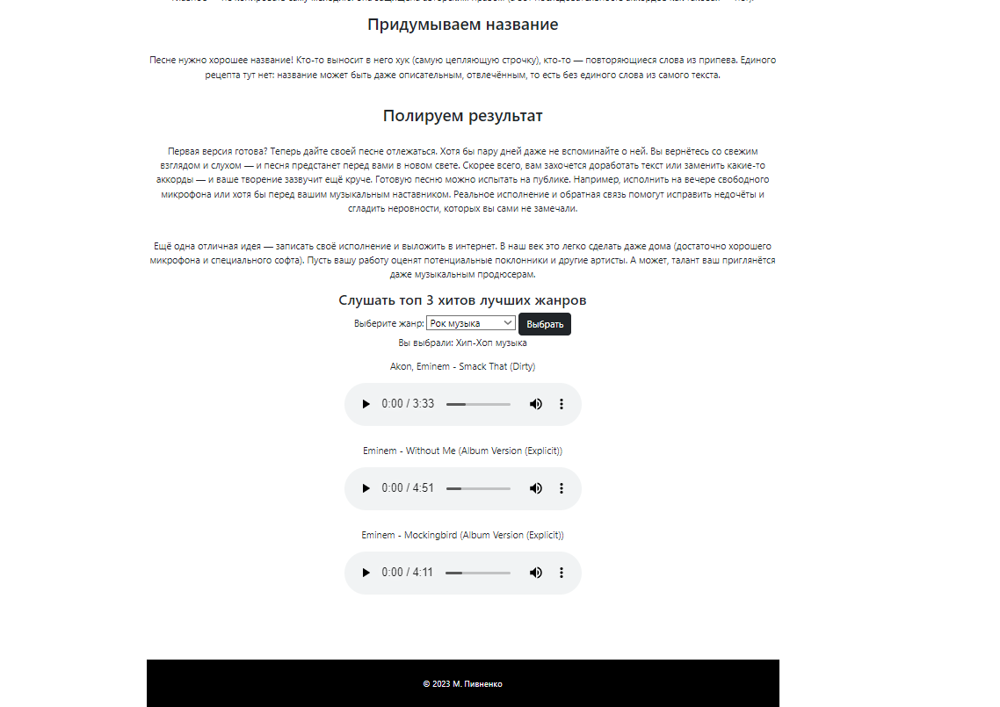 Придумываем название
Песне нужно хорошее название! Кто-то выносит в него хук (самую цепляющую строчку), кто-то — повторяющиеся слова из припева. Единого
рецепта тут нет: название может быть даже описательным, отвлечённым, то есть без единого слова из самого текста.
Полируем результат
Первая версия готова? Теперь дайте своей песне отлежаться. Хотя бы пару дней даже не вспоминайте о ней. Вы вернётесь со свежим
взглядом и слухом — и песня предстанет перед вами в новом свете. Скорее всего, вам захочется доработать текст или заменить какие-то
аккорды — и ваше творение зазвучит ещё круче. Готовую песню можно испытать на публике. Например, исполнить на вечере свободного
микрофона или хотя бы перед вашим музыкальным наставником. Реальное исполнение и обратная связь помогут исправить недочёты и
сгладить неровности, которых вы сами не замечали.
Ещё одна отличная идея — записать своё исполнение и выложить в интернет. В наш век это легко сделать даже дома (достаточно хорошего
микрофона и специального софта). Пусть вашу работу оценят потенциальные поклонники и другие артисты. А может, талант ваш приглянётся
даже музыкальным продюсерам.
Слушать топ 3 хитов лучших жанров
Выберите жанр: Рок музыка Выбрать
Вы выбрали: Хип-Хоп музыка
Akon, Eminem - Smack That (Dirty)
0:00 / 3:33
Eminem - Without Me (Album Version (Explicit))
0:00 / 4:51
Eminem - Mockingbird (Album Version (Explicit))
0:00 / 4:11
© 2023 М. Пивненко